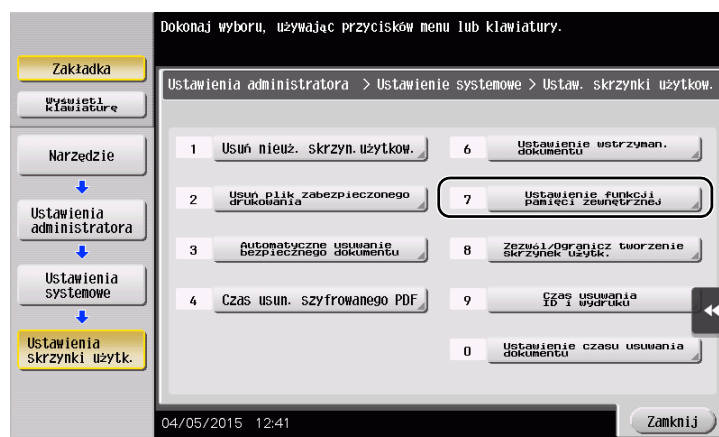 Dokonaj wyboru, używając przycisków menu lub klawiatury.
Zakładka
Wyświetl
klawiaturę
Narzędzie
Ustawienia
administratora
Ustawienia
systemowe
Ustawienia
skrzynki użytk.
Ustawienia administratora > Ustawienie systemowe > Ustaw. skrzynki użytkow.
1 Usuń nieuż. skrzyn.użytkow.
2 Usuń plik zabezpieczonego
drukowania
3 Automatyczne usuwanie
bezpiecznego dokumentu
4 Czas usun. szyfrowanego PDF
6 Ustawienie wstrzyman.
dokumentu
7 Ustawienie funkcji
pamięci zewnętrznej
8 Zezwól/Ogranicz tworzenie
skrzynek użytk.
9 Czas usuwania
ID i wydruku
0 Ustawienie czasu usuwania
dokumentu
04/05/2015 12:41
Zamknij